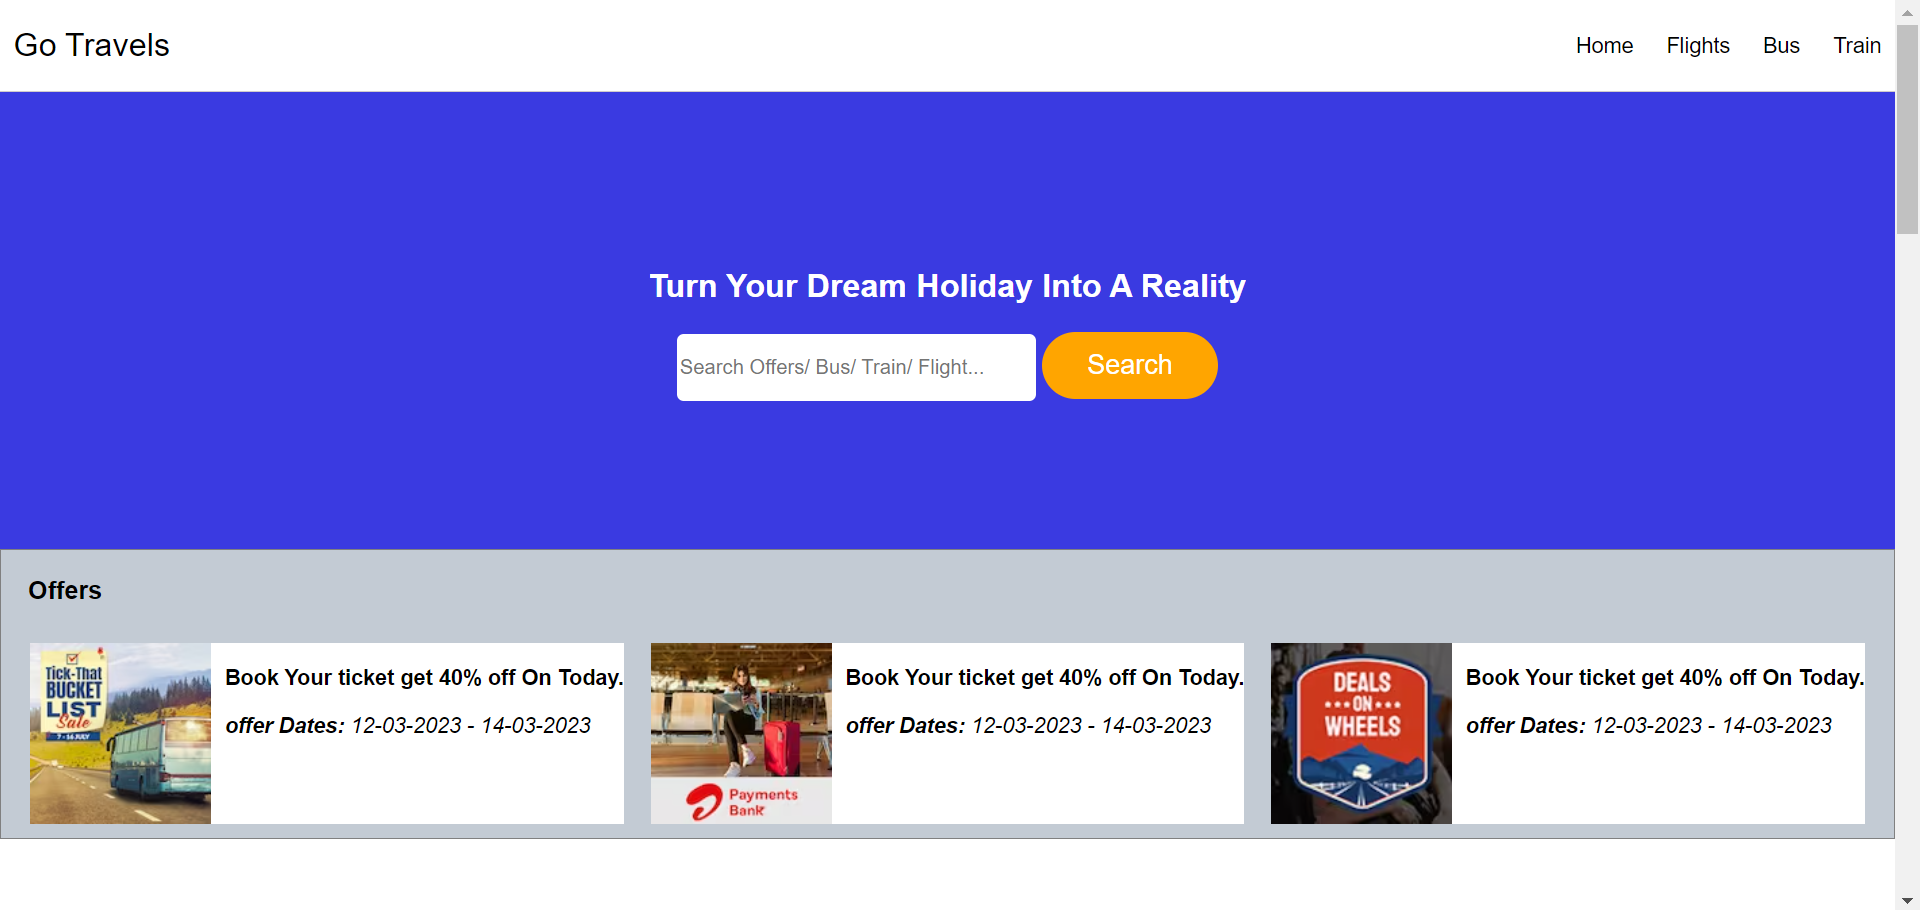 Go Travels
Home Flights Bus Train
Turn Your Dream Holiday Into A Reality
Search Offers/ Bus/ Train/ Flight...
Search
Offers
Tick-That
BUCKET
LIST
Sale
7 - 16 JULY
Book Your ticket get 40% off On Today.
offer Dates: 12-03-2023 - 14-03-2023
Payments
Bank
Book Your ticket get 40% off On Today.
offer Dates: 12-03-2023 - 14-03-2023
DEALS
ON
WHEELS
Book Your ticket get 40% off On Today.
offer Dates: 12-03-2023 - 14-03-2023